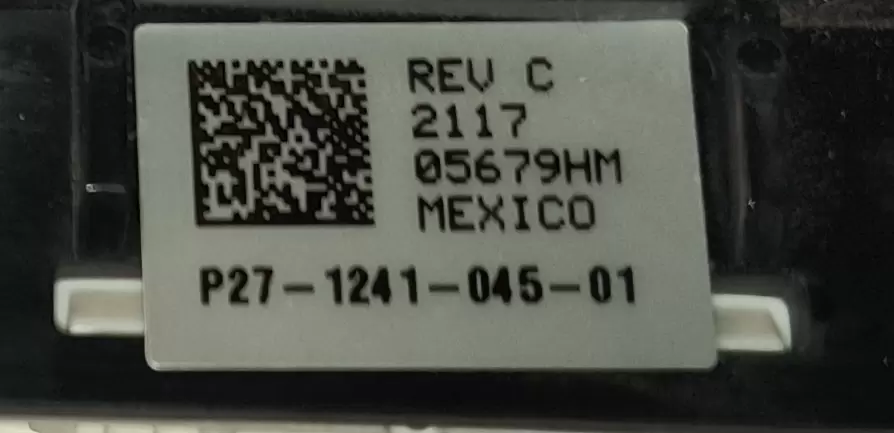 REV C
2117
05679HM
MEXICO
P27-1241-045-01